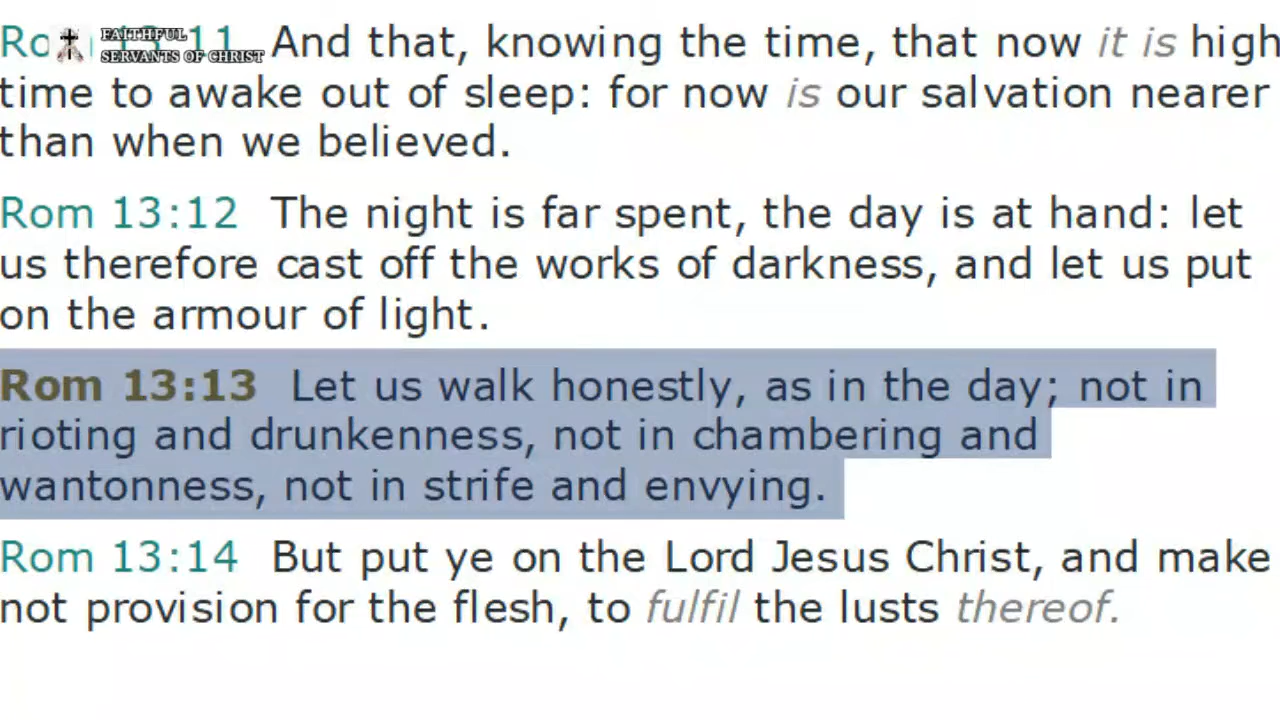 Rom 13:11 And that, knowing the time, that now it is high
FAITHFUL
SERVANTS OF CHRIST
time to awake out of sleep: for now is our salvation nearer
than when we believed.
Rom 13:12 The night is far spent, the day is at hand: let
us therefore cast off the works of darkness, and let us put
on the armour of light.
Rom 13:13 Let us walk honestly, as in the day; not in
rioting and drunkenness, not in chambering and
wantonness, not in strife and envying.
Rom 13:14 But put ye on the Lord Jesus Christ, and make
not provision for the flesh, to fulfil the lusts thereof.